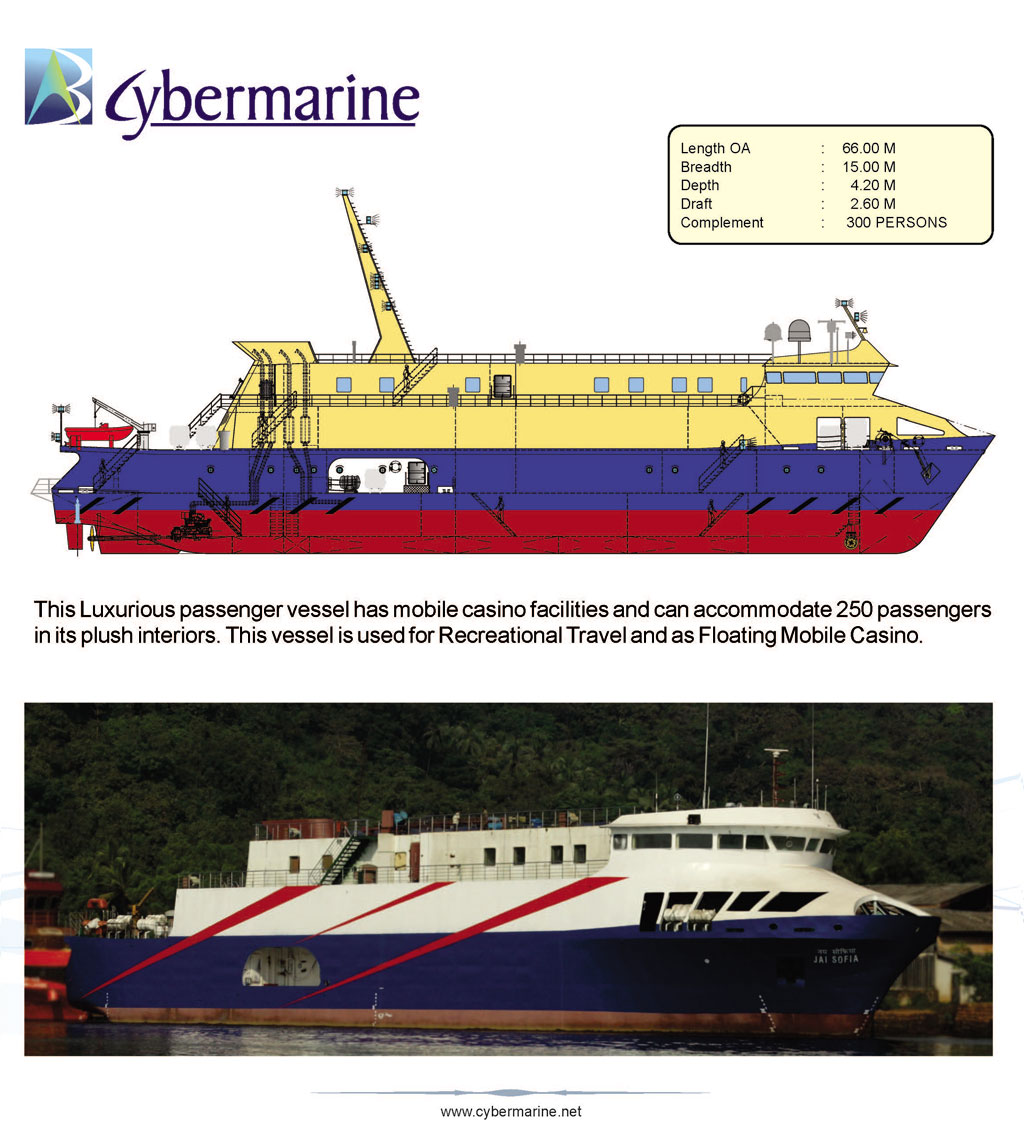 Cybermarine
Length OA : 66.00 M
Breadth : 15.00 M
Depth : 4.20 M
Draft : 2.60 M
Complement : 300 PERSONS
This Luxurious passenger vessel has mobile casino facilities and can accommodate 250 passengers
in its plush interiors. This vessel is used for Recreational Travel and as Floating Mobile Casino.
जय सोफिया
JAI SOFIA
www.cybermarine.net